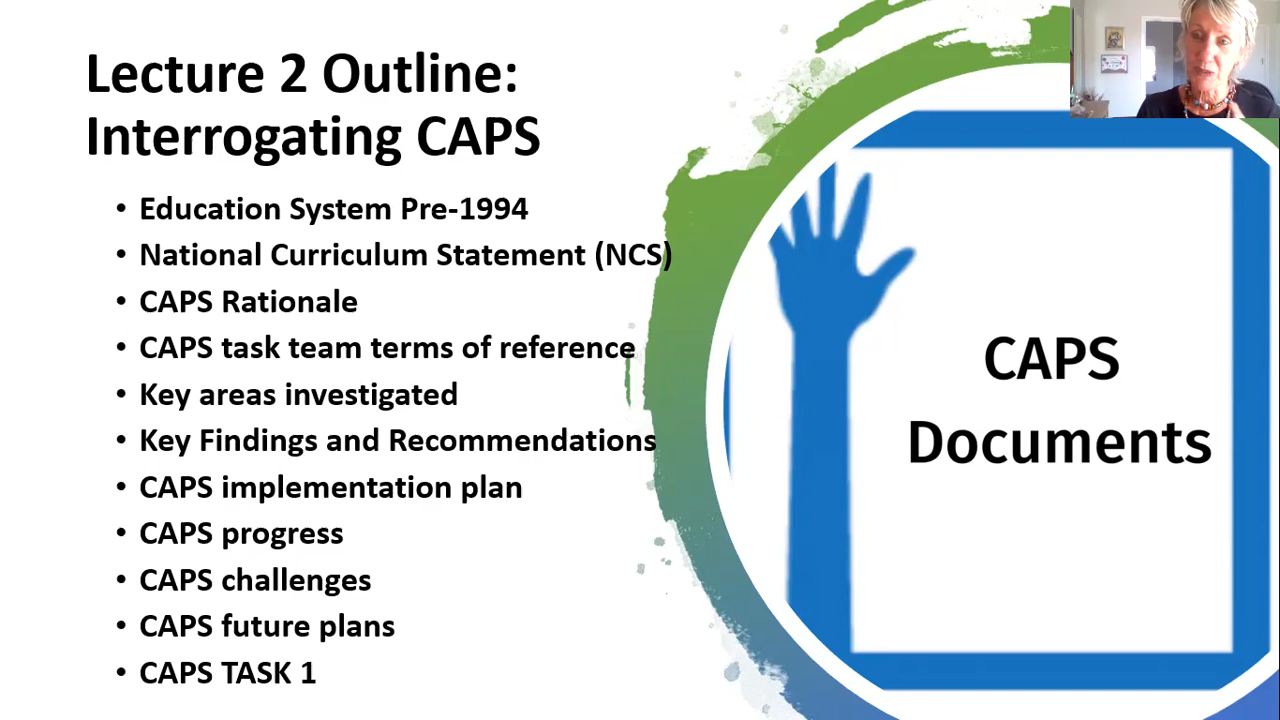 Lecture 2 Outline:
Interrogating CAPS
• Education System Pre-1994
• National Curriculum Statement (NCS)
• CAPS Rationale
• CAPS task team terms of reference
• Key areas investigated
• Key Findings and Recommendations
• CAPS implementation plan
• CAPS progress
• CAPS challenges
• CAPS future plans
• CAPS TASK 1
CAPS
Documents